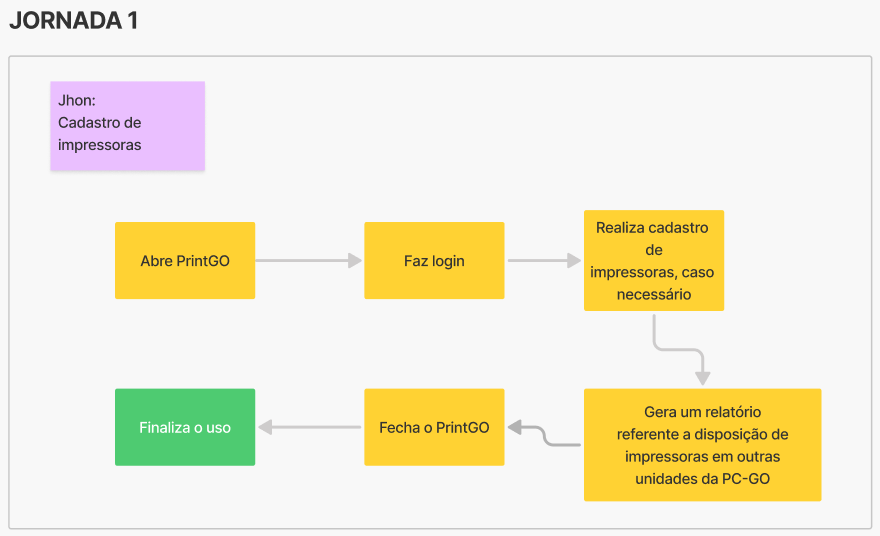 JORNADA 1
Jhon:
Cadastro de
impressoras
Abre PrintGO
Faz login
Realiza cadastro
de
impressoras, caso
necessário
Finaliza o uso
Fecha o PrintGO
Gera um relatório
referente a disposição de
impressoras em outras
unidades da PC-GO